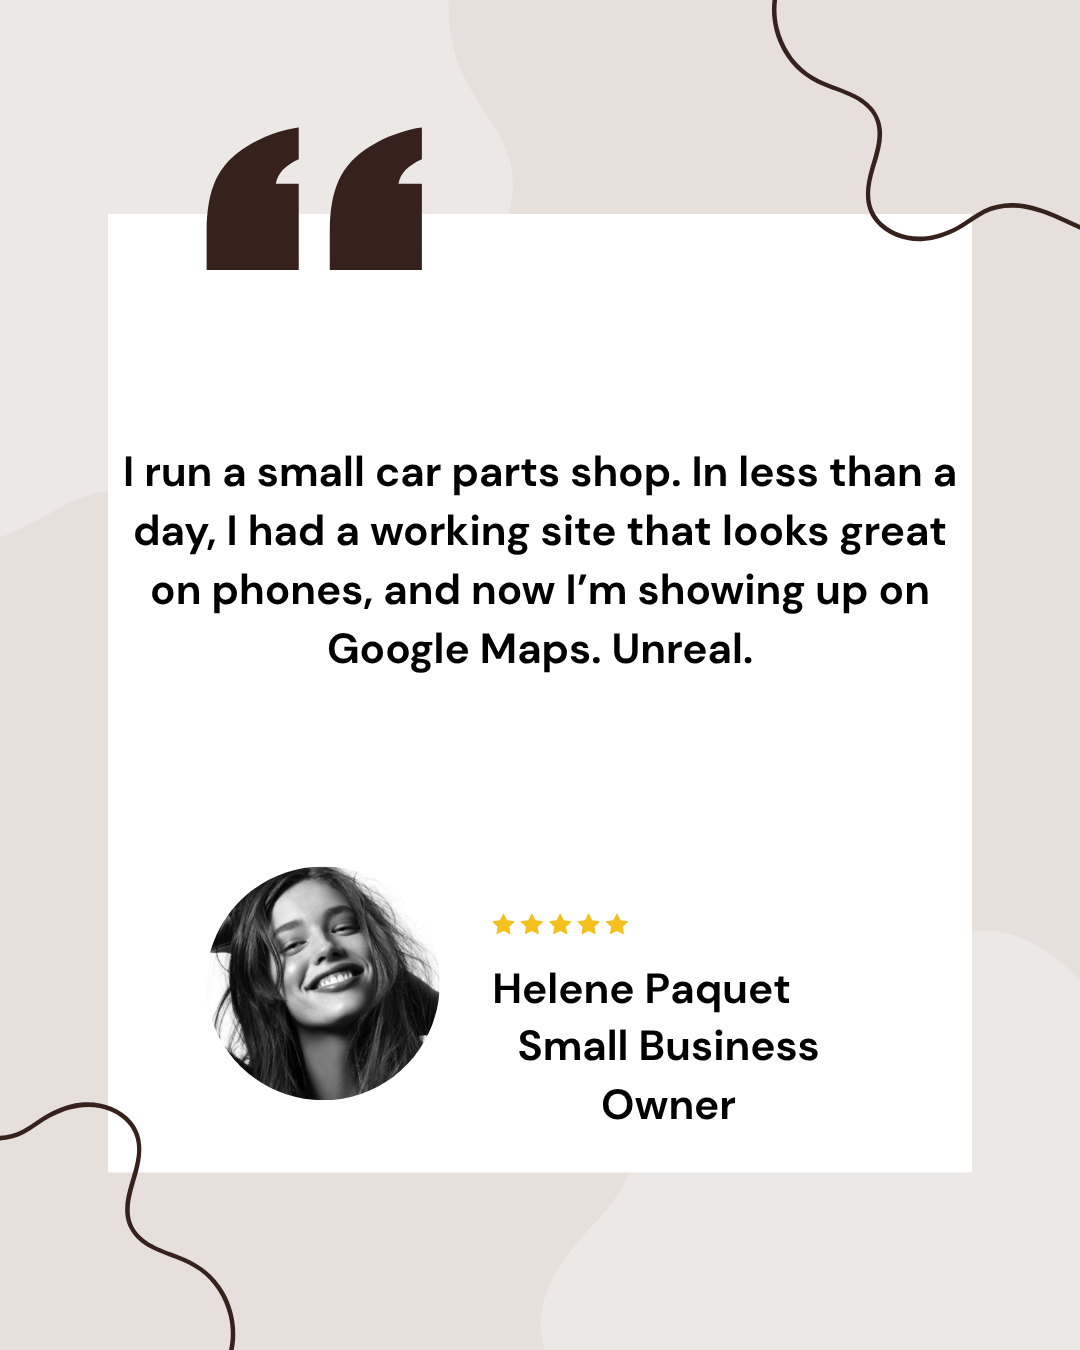 I run a small car parts shop. In less than a
day, I had a working site that looks great
on phones, and now I’m showing up on
Google Maps. Unreal.
Helene Paquet
Small Business
Owner